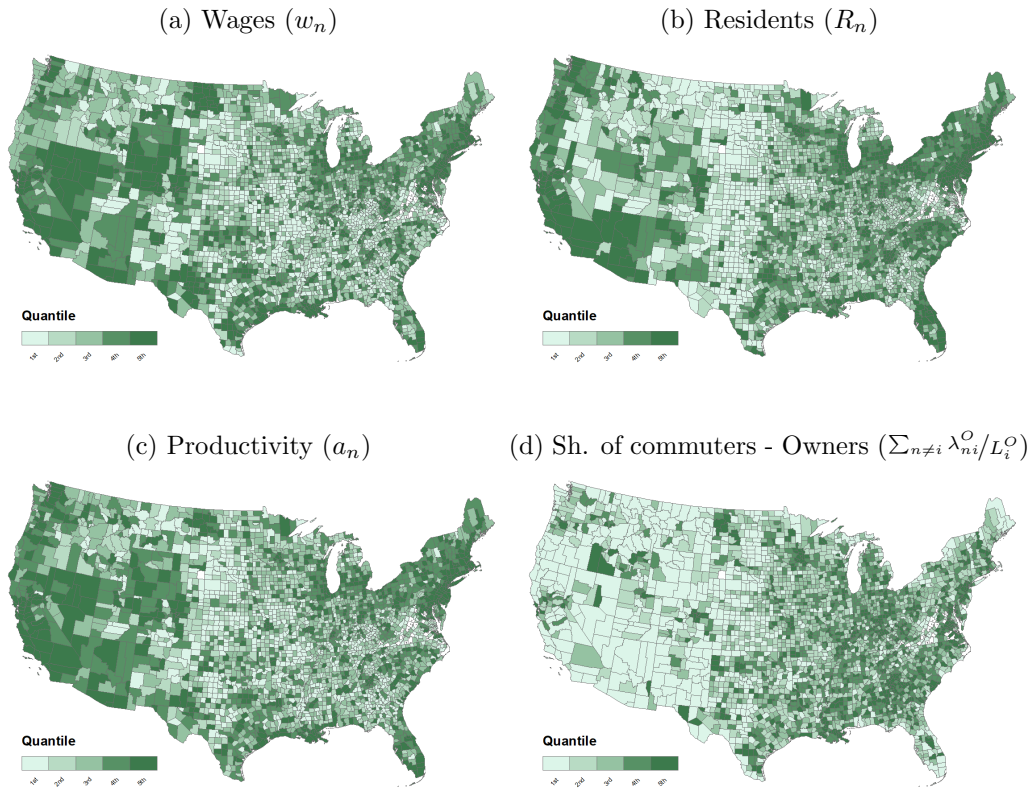 (a) Wages (wₙ)
(b) Residents (Rₙ)
Quantile
1st 2nd 3rd 4th 5th
Quantile
1st 2nd 3rd 4th 5th
(c) Productivity (aₙ)
(d) Sh. of commuters - Owners (∑ₙ≠ᵢ λₙᵢᴼ/Lᵢᴼ)
Quantile
1st 2nd 3rd 4th 5th
Quantile
1st 2nd 3rd 4th 5th